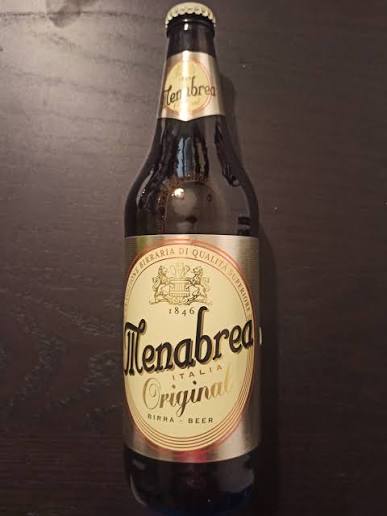 Menabrea
BIRRARIA DI QUALITÀ SUPERIORE
1846
Menabrea
ITALIA
Original
BIRRA - BEER